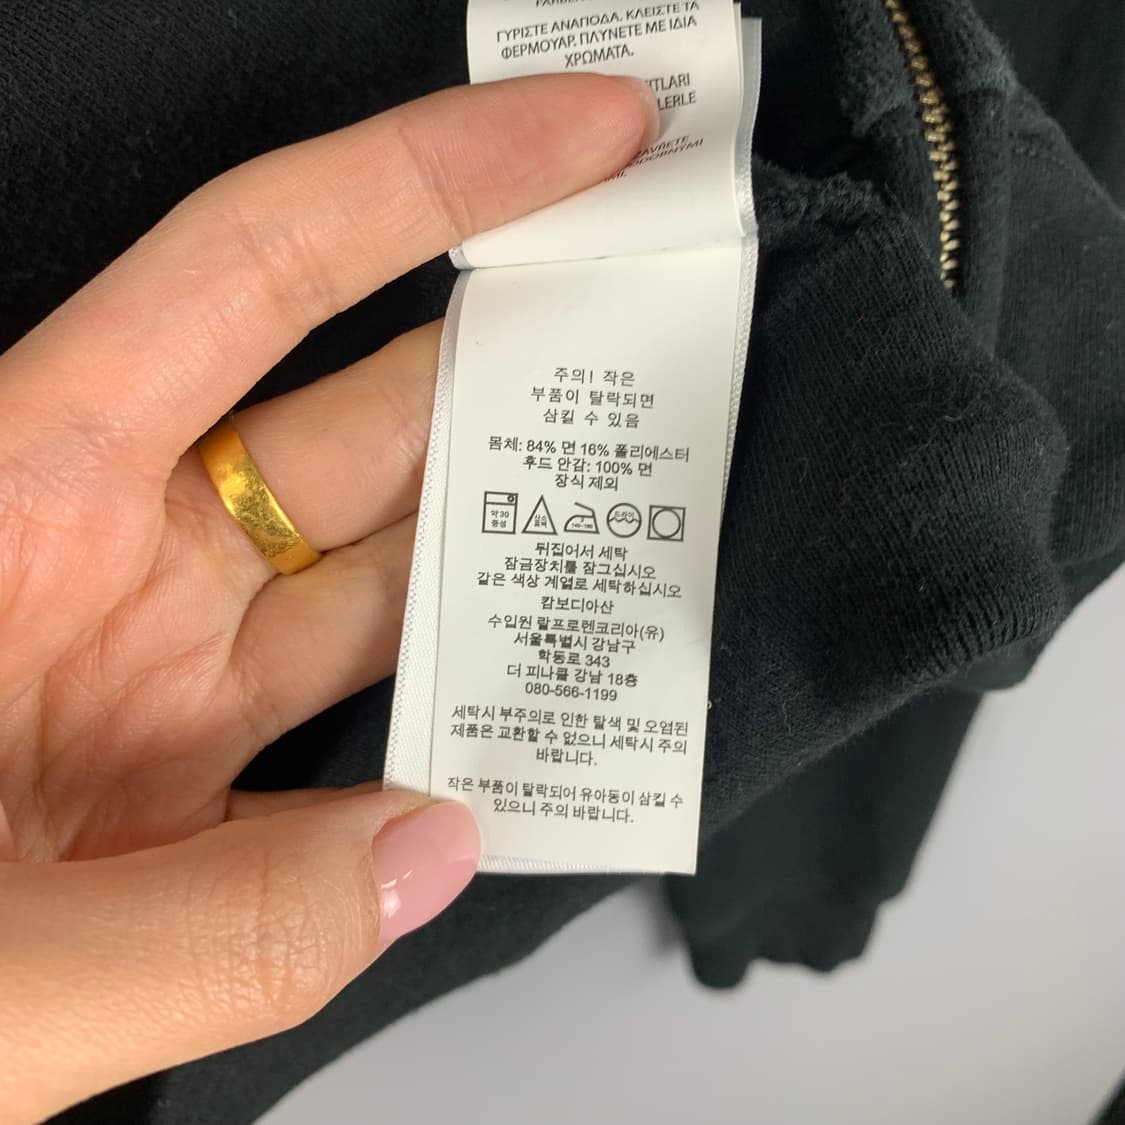 ΓΥΡΙΣΤΕ ΑΝΑΠΟΔΑ. ΚΛΕΙΣΤΕ ΤΑ
ΦΕΡΜΟΥΑΡ. ΠΛΥΝΕΤΕ ΜΕ ΙΔΙΑ
ΧΡΩΜΑΤΑ.
주의! 작은
부품이 탈락되면
삼킬 수 있음
몸체: 84% 면 16% 폴리에스터
후드 안감: 100% 면
장식 제외
약 30
중성
산소
표백
140~160
드라이
뒤집어서 세탁
잠금장치를 잠그십시오
같은 색상 계열로 세탁하십시오
캄보디아산
수입원 랄프로렌코리아(유)
서울특별시 강남구
학동로 343
더 피나클 강남 18층
080-566-1199
세탁시 부주의로 인한 탈색 및 오염된
제품은 교환할 수 없으니 세탁시 주의
바랍니다.
작은 부품이 탈락되어 유아동이 삼킬 수
있으니 주의 바랍니다.